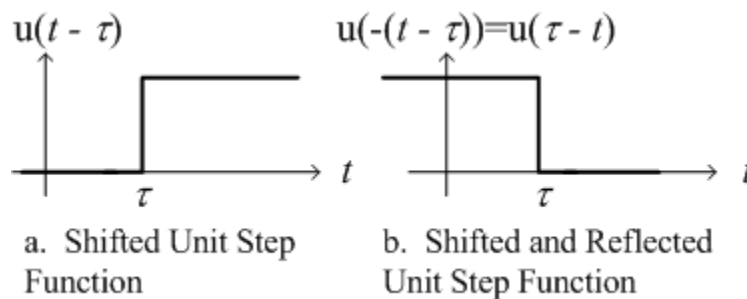 u(t - τ)
u(-(t - τ))=u(τ - t)
t
t
τ
τ
a. Shifted Unit Step
Function
b. Shifted and Reflected
Unit Step Function